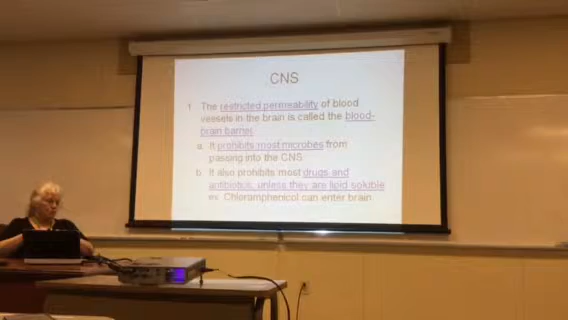 CNS
1. The restricted permeability of blood
vessels in the brain is called the blood-
brain barrier
a. It prohibits most microbes from
passing into the CNS
b. It also prohibits most drugs and
antibiotics, unless they are lipid soluble
ex. Chloramphenicol can enter brain